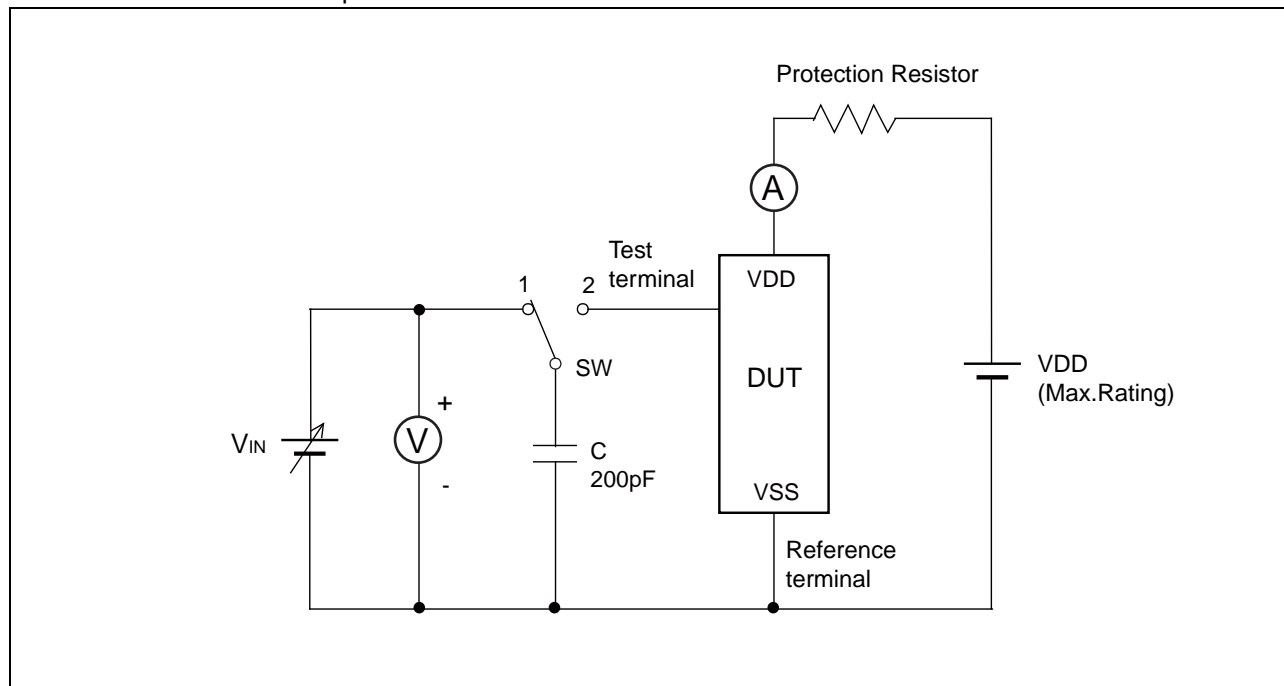 Protection Resistor
A
Test
terminal
VDD
1
2
SW
DUT
VDD
(Max.Rating)
+
V
-
VIN
C
200pF
VSS
Reference
terminal